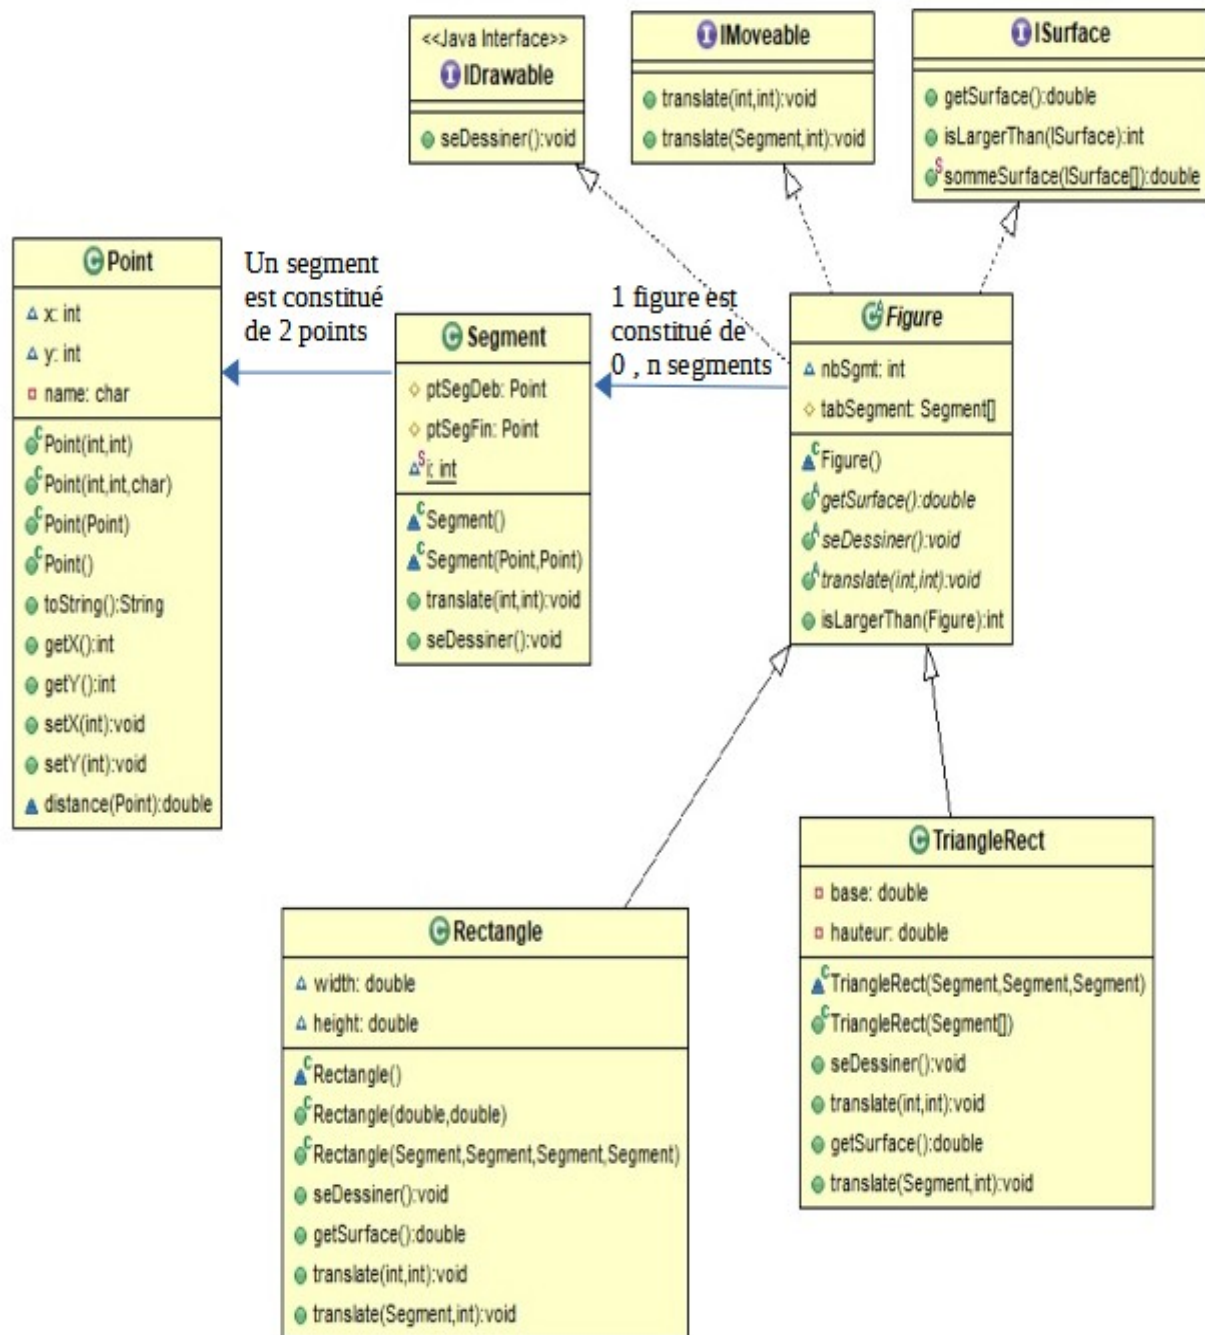 <<Java Interface>>
IDrawable
seDessiner():void
IMoveable
translate(int,int):void
translate(Segment,int):void
ISurface
getSurface():double
isLargerThan(ISurface):int
S
sommeSurface(ISurface[]):double
Point
x: int
y: int
name: char
Point(int,int)
Point(int,int,char)
Point(Point)
Point()
toString():String
getX():int
getY():int
setX(int):void
setY(int):void
distance(Point):double
Un segment
est constitué
de 2 points
Segment
ptSegDeb: Point
ptSegFin: Point
S
i: int
Segment()
Segment(Point,Point)
translate(int,int):void
seDessiner():void
1 figure est
constitué de
0 , n segments
Figure
nbSgmt: int
tabSegment: Segment[]
Figure()
getSurface():double
seDessiner():void
translate(int,int):void
isLargerThan(Figure):int
Rectangle
width: double
height: double
Rectangle()
Rectangle(double,double)
Rectangle(Segment,Segment,Segment,Segment)
seDessiner():void
getSurface():double
translate(int,int):void
translate(Segment,int):void
TriangleRect
base: double
hauteur: double
TriangleRect(Segment,Segment,Segment)
TriangleRect(Segment[])
seDessiner():void
translate(int,int):void
getSurface():double
translate(Segment,int):void